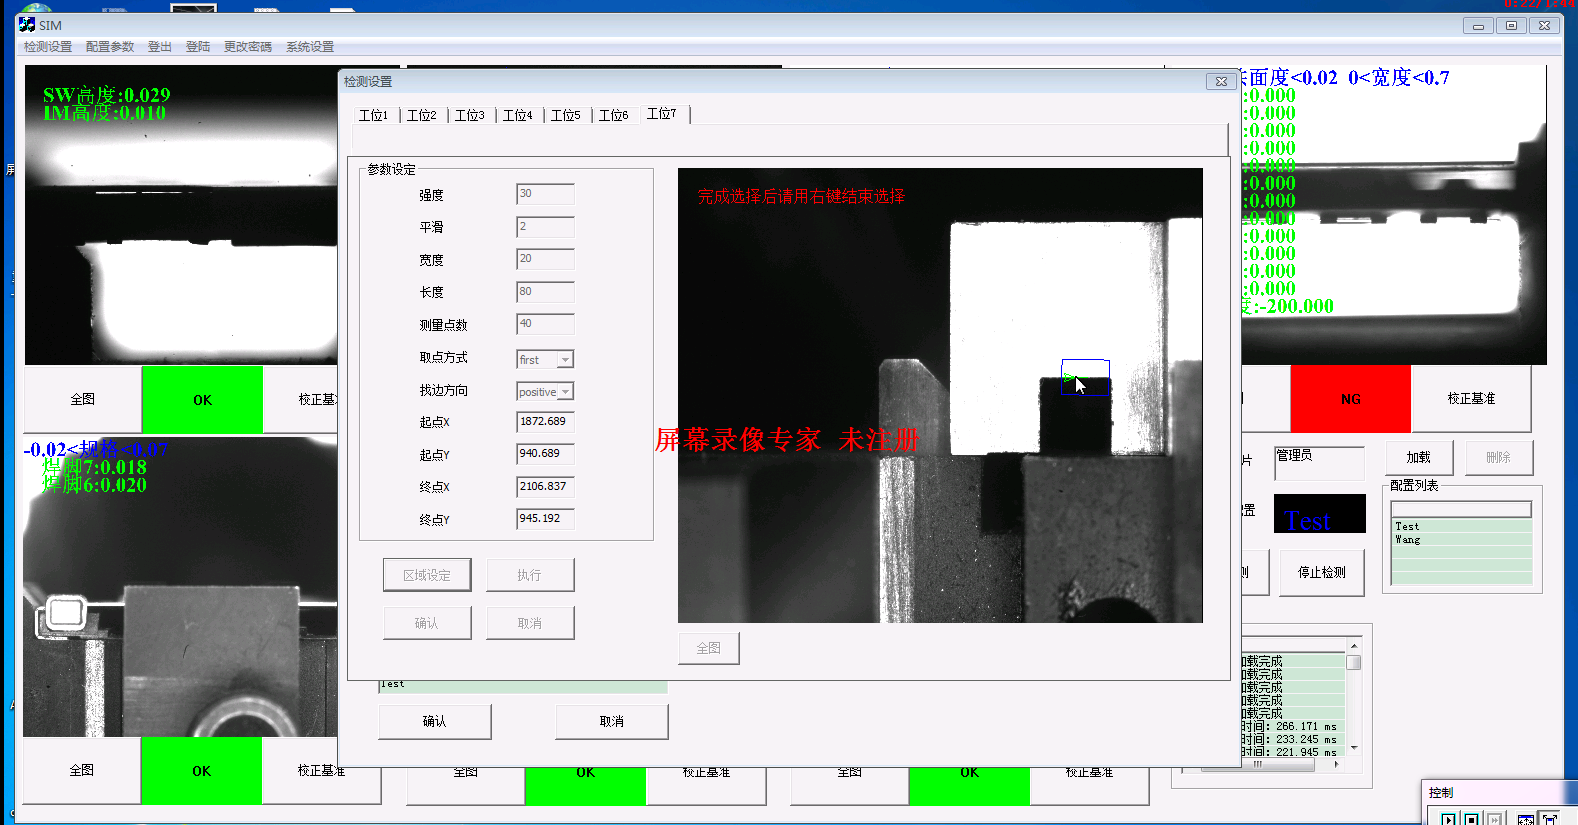 SIM
检测设置 配置参数 登出 登陆 更改密码 系统设置
SW高度:0.029
IM高度:0.010
全图 OK 校正基准
-0.02<规格<0.07
焊脚7:0.018
焊脚6:0.020
全图 OK 校正基准
检测设置
工位1 工位2 工位3 工位4 工位5 工位6 工位7
参数设定
强度 30
平滑 2
宽度 20
长度 80
测量点数 40
取点方式 first
找边方向 positive
起点X 1872.689
起点Y 940.689
终点X 2106.837
终点Y 945.192
区域设定 执行
确认 取消
完成选择后请用右键结束选择
屏幕录像专家 未注册
全图
Test
确认 取消
全图 OK 校正基准
全图 OK 校正基准
面度<0.02 0<宽度<0.7
:0.000
:0.000
:0.000
:0.000
:0.000
:0.000
:0.000
:0.000
:0.000
:0.000
:0.000
:0.000
度:-200.000
NG 校正基准
片 管理员 加载 删除
置 Test
配置列表
Test
Wang
测 停止检测
加载完成
加载完成
加载完成
加载完成
加载完成
时间: 266.171 ms
时间: 233.245 ms
时间: 221.945 ms
控制